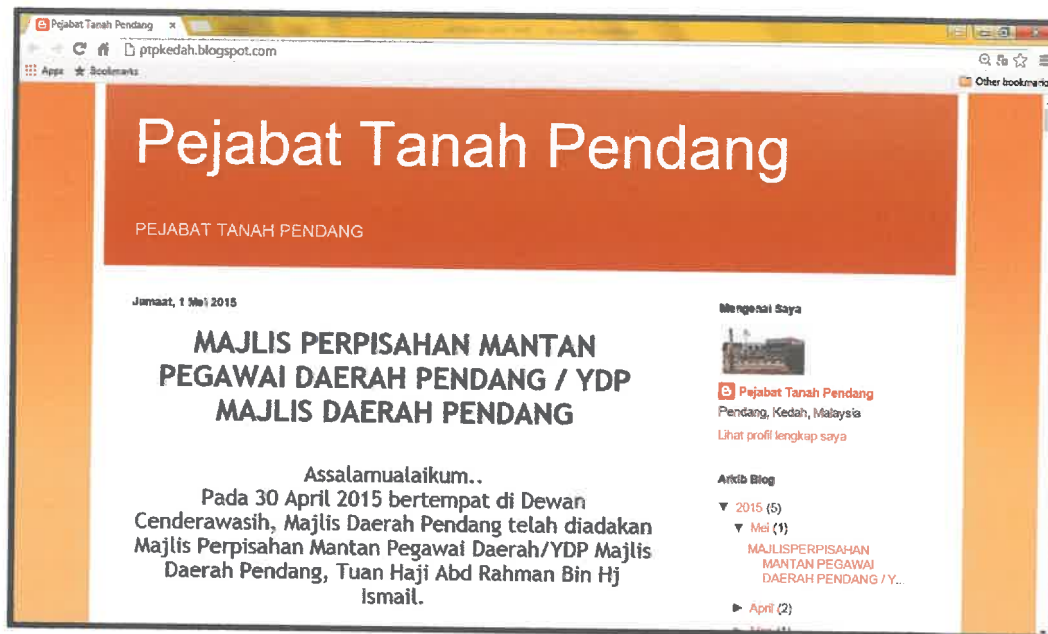 Pejabat Tanah Pendang
ptpkedah.blogspot.com
Apps
Bookmarks
Other bookmarks
Pejabat Tanah Pendang
PEJABAT TANAH PENDANG
Jumaat, 1 Mei 2015
MAJLIS PERPISAHAN MANTAN
PEGAWAI DAERAH PENDANG / YDP
MAJLIS DAERAH PENDANG
Assalamualaikum..
Pada 30 April 2015 bertempat di Dewan
Cenderawasih, Majlis Daerah Pendang telah diadakan
Majlis Perpisahan Mantan Pegawai Daerah/YDP Majlis
Daerah Pendang, Tuan Haji Abd Rahman Bin Hj
Ismail.
Mengenai Saya
Pejabat Tanah Pendang
Pendang, Kedah, Malaysia
Lihat profil lengkap saya
Arkib Blog
▼ 2015 (5)
▼ Mei (1)
MAJLISPERPISAHAN
MANTAN PEGAWAI
DAERAH PENDANG / Y...
► April (2)